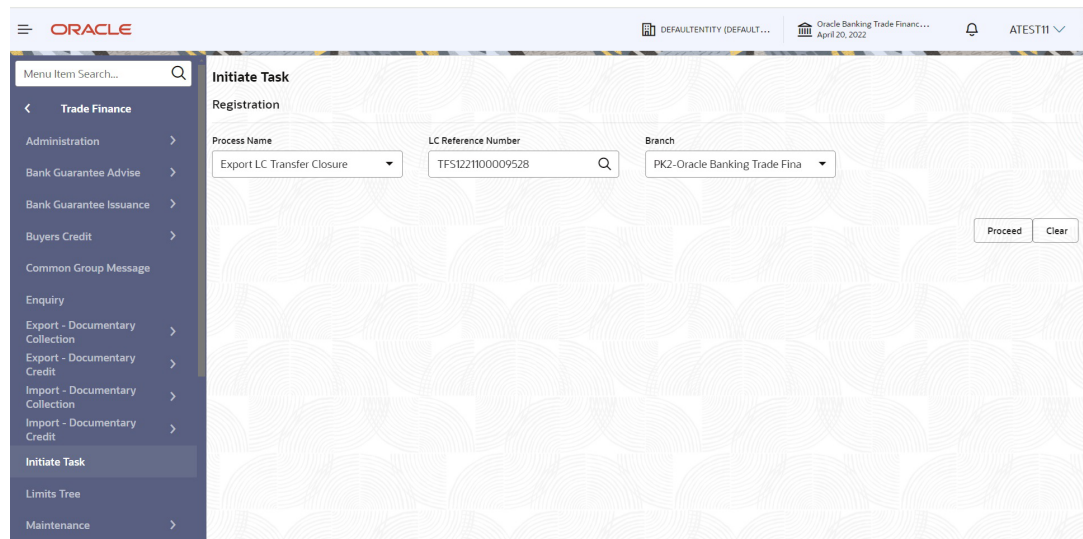 ORACLE
DEFAULTENTITY (DEFAULT...
Oracle Banking Trade Financ...
April 20, 2022
ATEST11
Menu Item Search...
Trade Finance
Administration
Bank Guarantee Advise
Bank Guarantee Issuance
Buyers Credit
Common Group Message
Enquiry
Export - Documentary
Collection
Export - Documentary
Credit
Import - Documentary
Collection
Import - Documentary
Credit
Initiate Task
Limits Tree
Maintenance
Initiate Task
Registration
Process Name
LC Reference Number
Branch
Export LC Transfer Closure
TFS1221100009528
PK2-Oracle Banking Trade Fina
Proceed
Clear